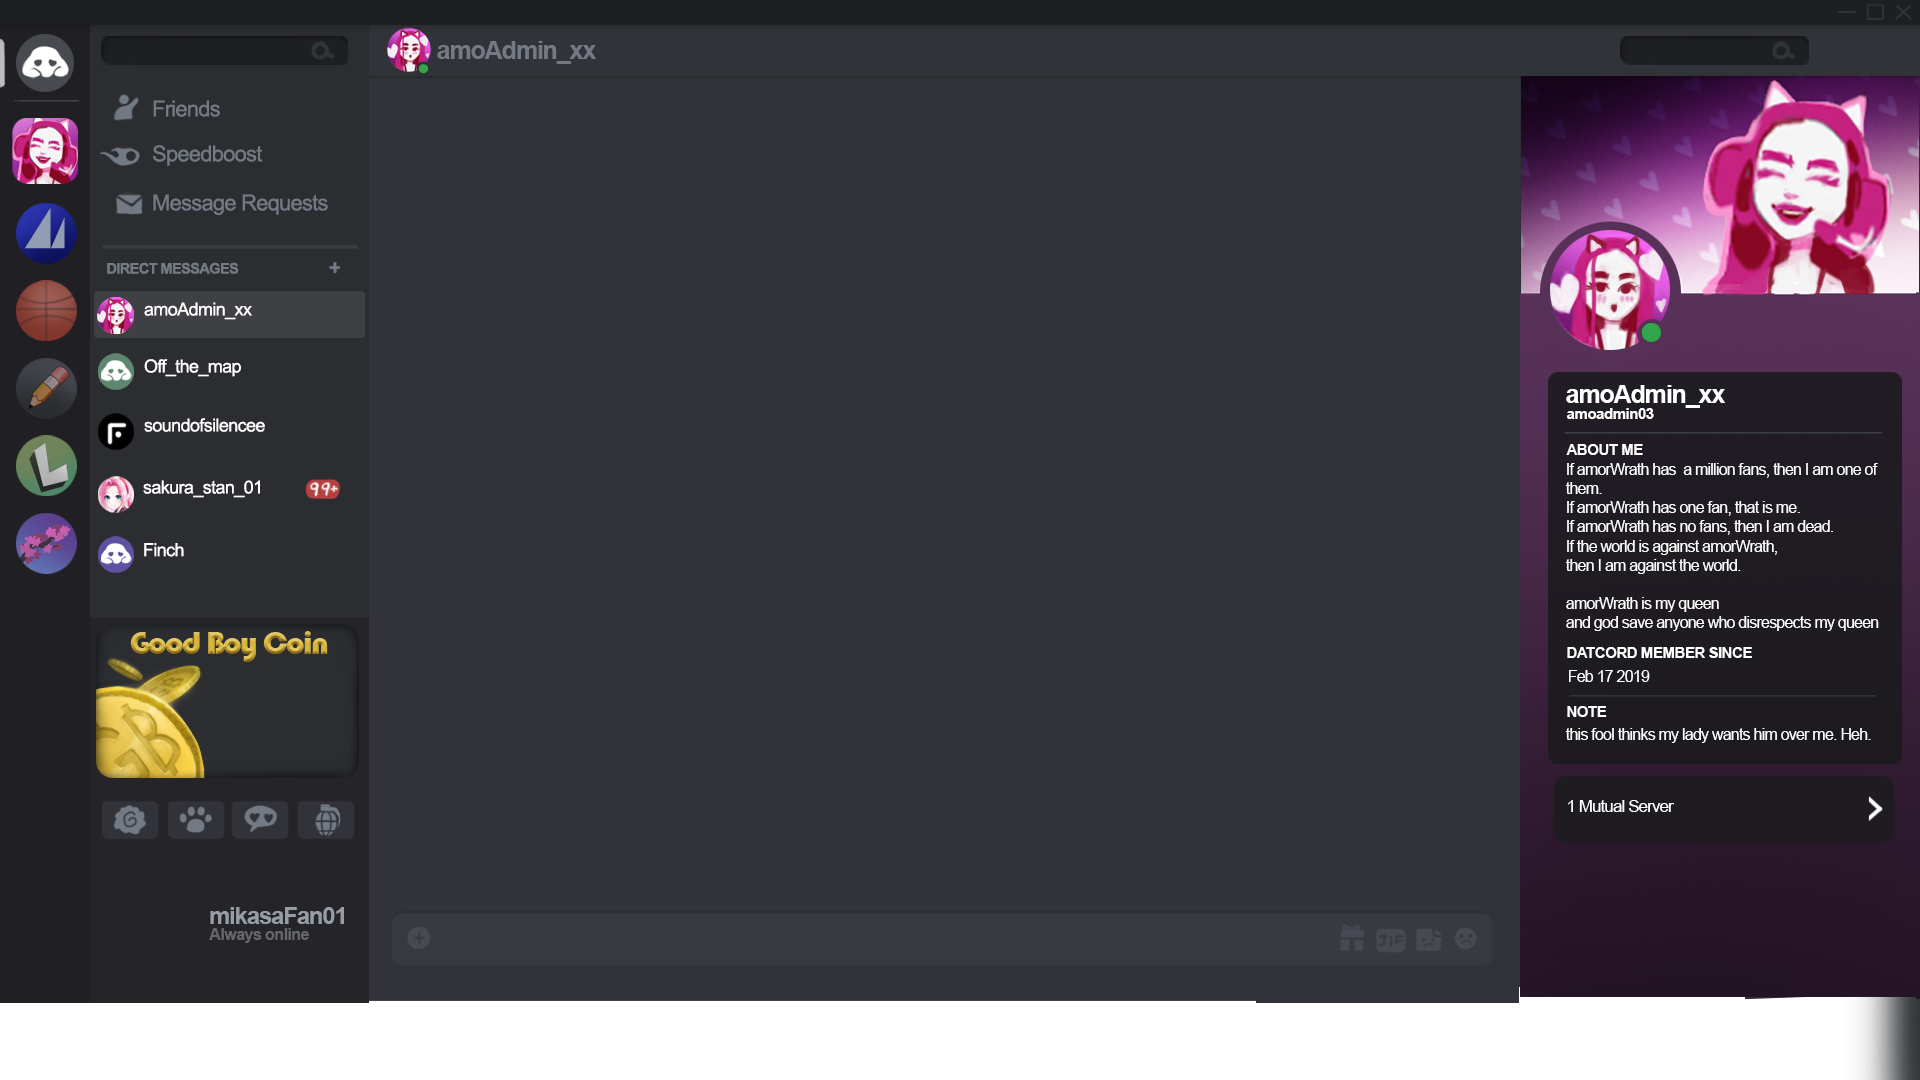 amoAdmin_xx
Friends
Speedboost
Message Requests
DIRECT MESSAGES
amoAdmin_xx
Off_the_map
soundofsilencee
sakura_stan_01 99+
Finch
Good Boy Coin
GB
mikasaFan01
Always online
JIF
amoAdmin_xx
amoadmin03
ABOUT ME
If amorWrath has a million fans, then I am one of
them.
If amorWrath has one fan, that is me.
If amorWrath has no fans, then I am dead.
If the world is against amorWrath,
then I am against the world.
amorWrath is my queen
and god save anyone who disrespects my queen
DATCORD MEMBER SINCE
Feb 17 2019
NOTE
this fool thinks my lady wants him over me. Heh.
1 Mutual Server